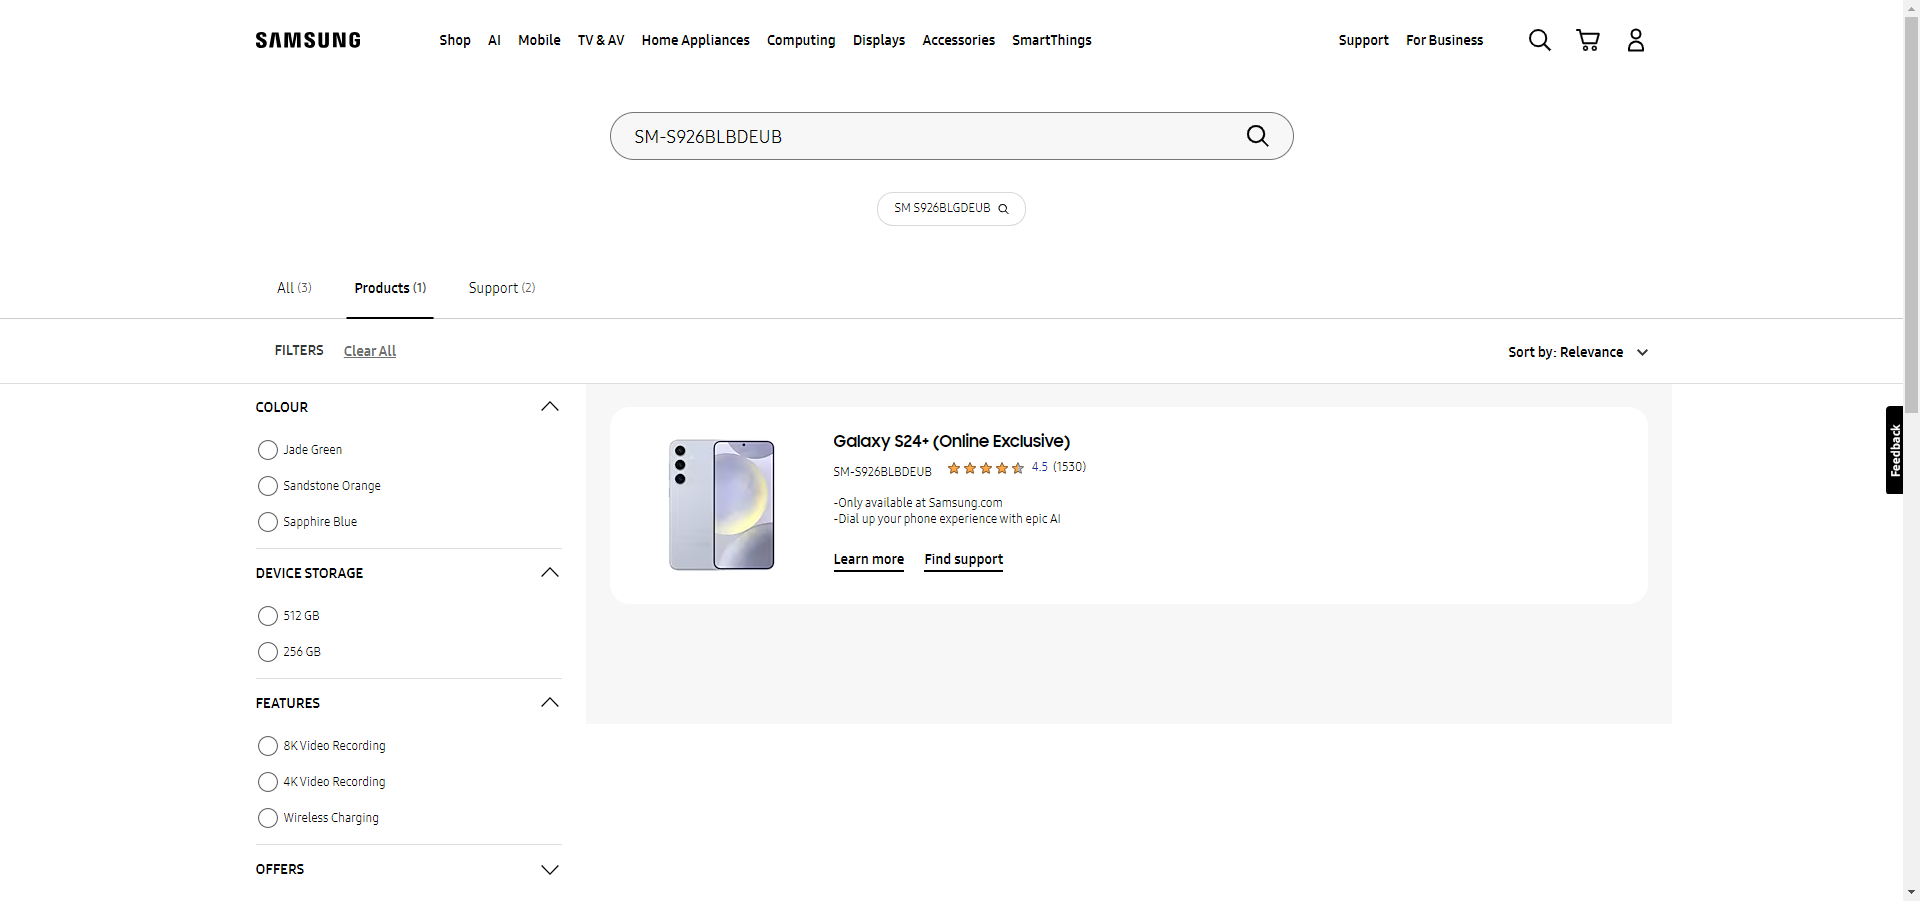 SAMSUNG
Shop AI Mobile TV & AV Home Appliances Computing Displays Accessories SmartThings Support For Business
SM-S926BLBDEUB
SM S926BLGDEUB
All (3) Products (1) Support (2)
FILTERS Clear All
Sort by: Relevance
COLOUR
Jade Green
Sandstone Orange
Sapphire Blue
DEVICE STORAGE
512 GB
256 GB
FEATURES
8K Video Recording
4K Video Recording
Wireless Charging
OFFERS
Galaxy S24+ (Online Exclusive)
SM-S926BLBDEUB 4.5 (1530)
-Only available at Samsung.com
-Dial up your phone experience with epic AI
Learn more Find support
Feedback